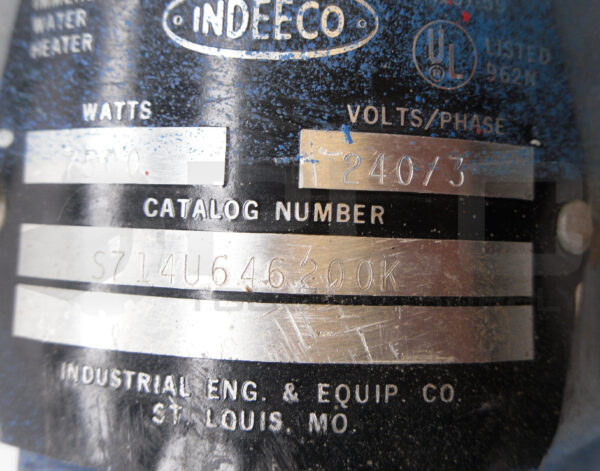 WATER
HEATER
INDEECO
UL
LISTED
962N
WATTS
VOLTS/PHASE
240/3
CATALOG NUMBER
S714U646200K
INDUSTRIAL ENG. & EQUIP CO.
ST. LOUIS, MO.